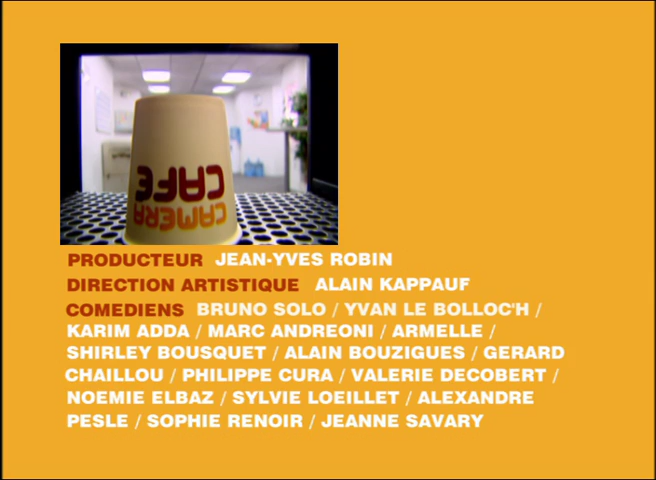 CAMERA
CAFE
PRODUCTEUR JEAN-YVES ROBIN
DIRECTION ARTISTIQUE ALAIN KAPPAUF
COMEDIENS BRUNO SOLO / YVAN LE BOLLOC'H /
KARIM ADDA / MARC ANDREONI / ARMELLE /
SHIRLEY BOUSQUET / ALAIN BOUZIGUES / GERARD
CHAILLOU / PHILIPPE CURA / VALERIE DECOBERT /
NOEMIE ELBAZ / SYLVIE LOEILLET / ALEXANDRE
PESLE / SOPHIE RENOIR / JEANNE SAVARY